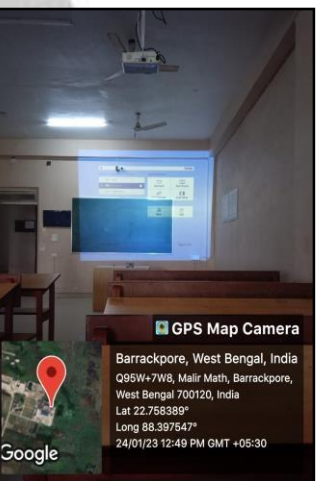 GPS Map Camera
Barrackpore, West Bengal, India
Q95W+7W8, Malir Math, Barrackpore,
West Bengal 700120, India
Lat 22.758389°
Long 88.397547°
24/01/23 12:49 PM GMT +05:30
Google